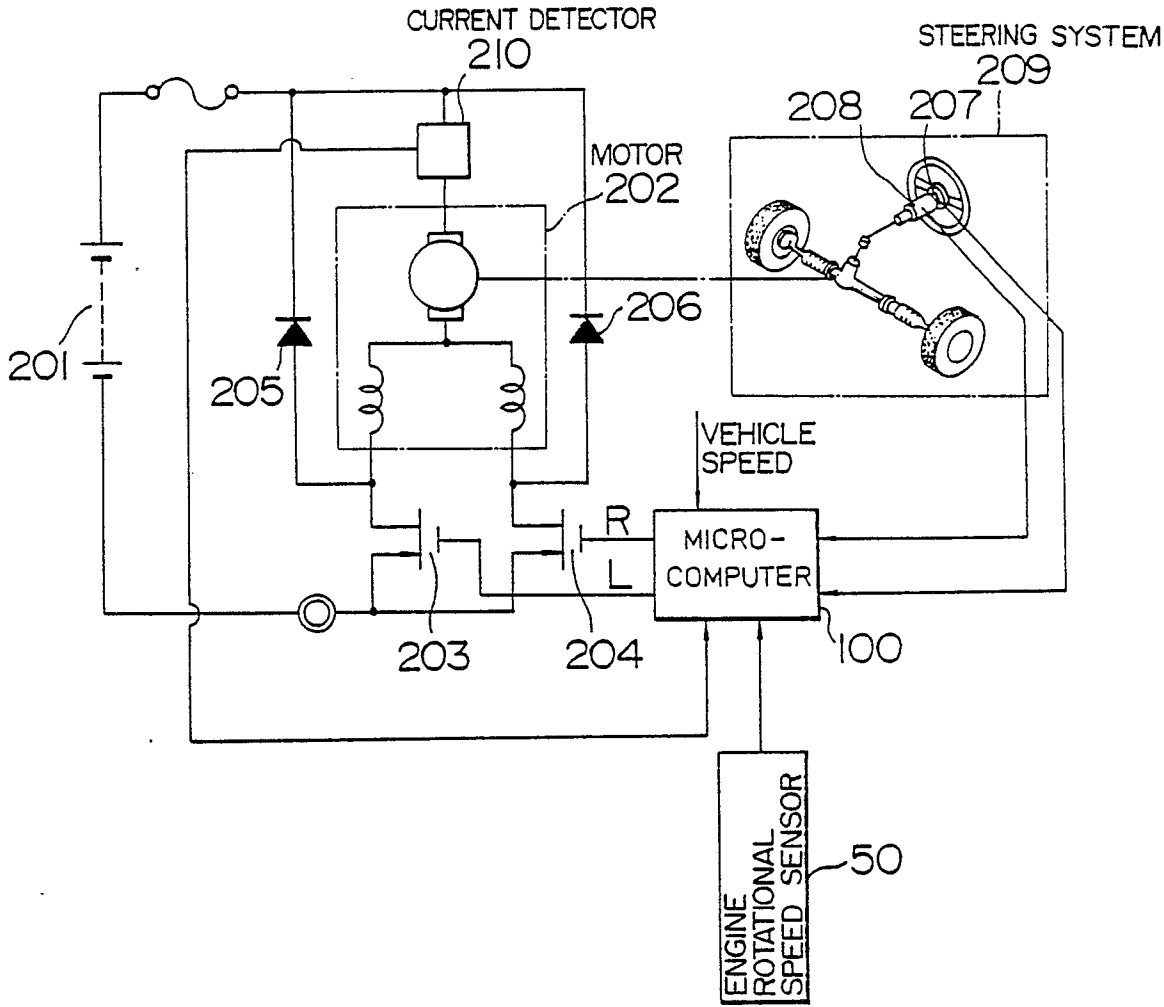 CURRENT DETECTOR
210
STEERING SYSTEM
209
208
207
MOTOR
202
201
205
206
VEHICLE
SPEED
R
L
MICRO-
COMPUTER
203
204
100
ENGINE
ROTATIONAL
SPEED SENSOR
50